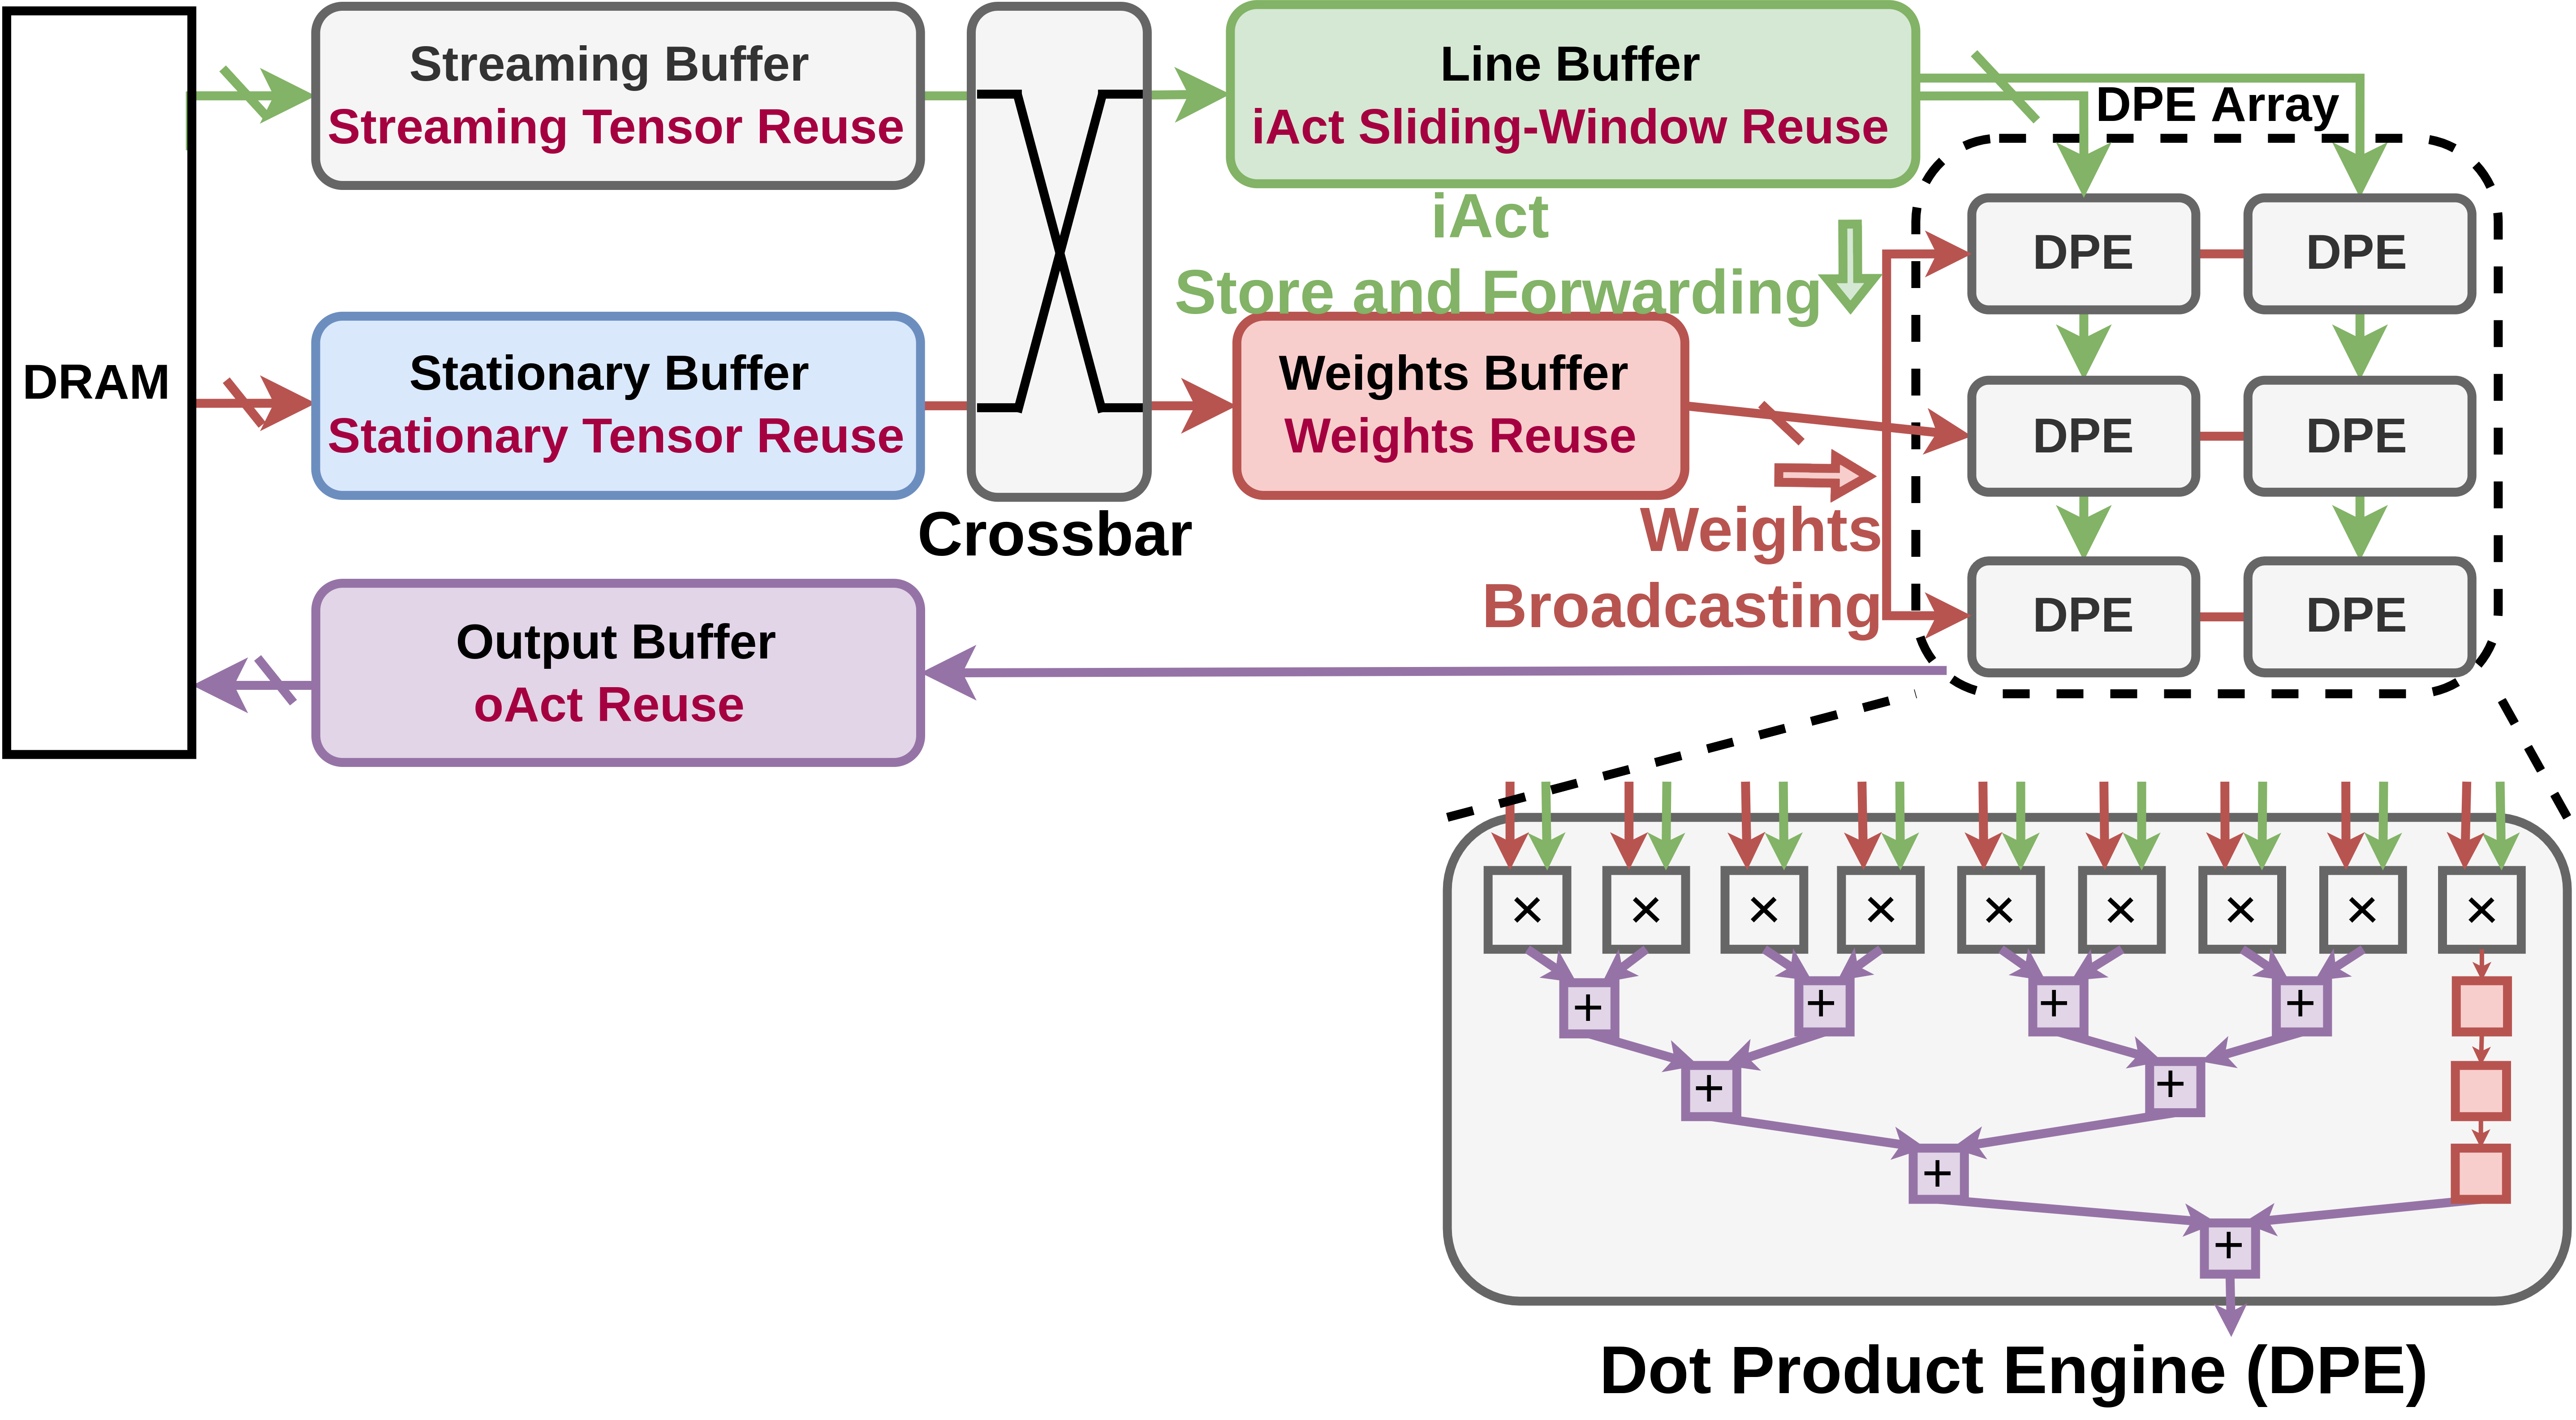 DRAM
Streaming Buffer
Streaming Tensor Reuse
Stationary Buffer
Stationary Tensor Reuse
Output Buffer
oAct Reuse
Crossbar
Line Buffer
iAct Sliding-Window Reuse
iAct
Store and Forwarding
Weights Buffer
Weights Reuse
Weights
Broadcasting
DPE Array
DPE DPE
DPE DPE
DPE DPE
× × × × × × × × ×
+ + + +
+ +
+
+
Dot Product Engine (DPE)